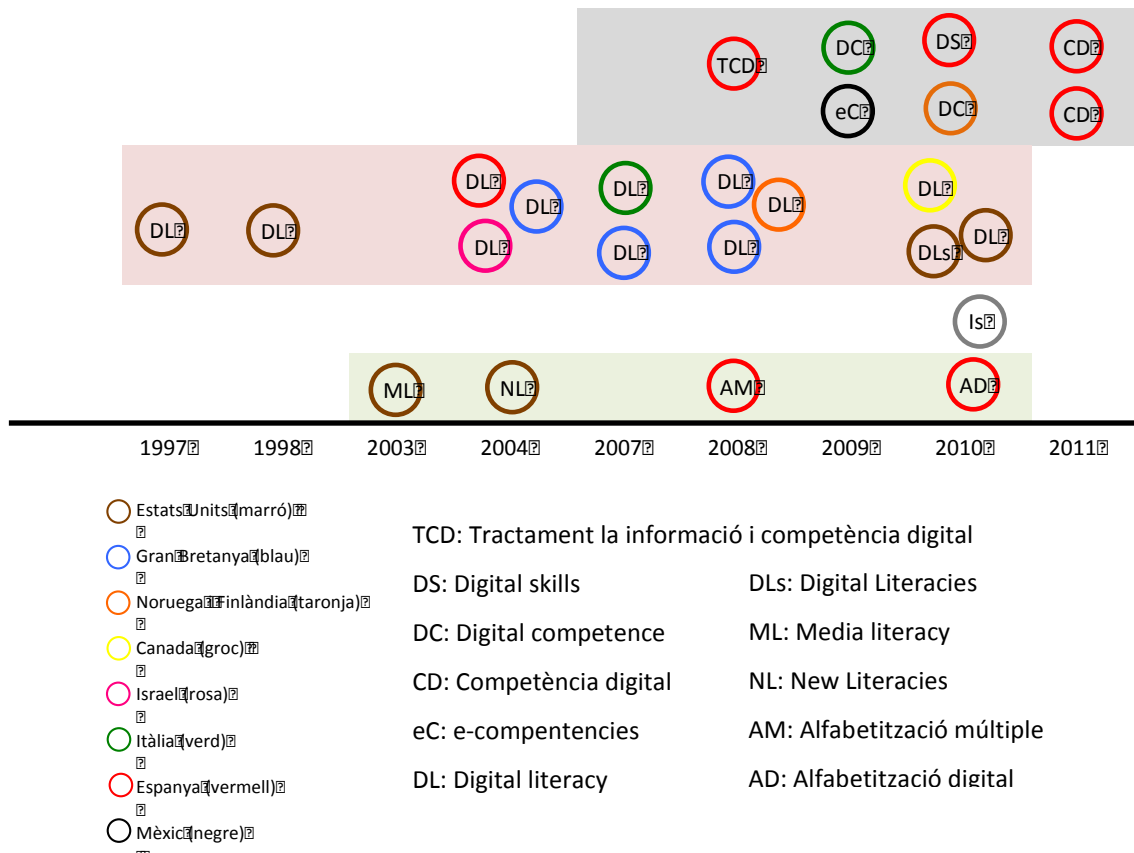 DS
DC
CD
TCD
eC
DC
CD
DL
DL
DL
DL
DL
DL
DL
DL
DL
DL
DL
DL
DLs
DL
Is
ML
NL
AM
AD
1997 1998 2003 2004 2007 2008 2009 2010 2011
Estats Units (marró)
Gran Bretanya (blau)
Noruega Finlàndia (taronja)
Canada (groc)
Israel (rosa)
Itàlia (verd)
Espanya (vermell)
Mèxic (negre)
TCD: Tractament la informació i competència digital
DS: Digital skills
DLs: Digital Literacies
DC: Digital competence
ML: Media literacy
CD: Competència digital
NL: New Literacies
eC: e-compentencies
AM: Alfabetització múltiple
DL: Digital literacy
AD: Alfabetització digital